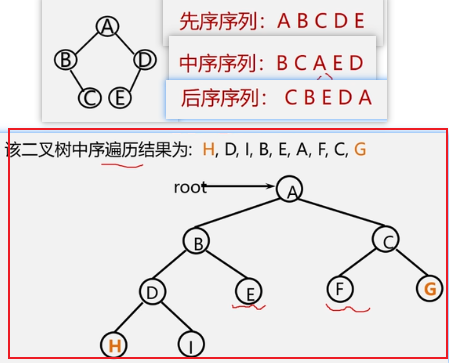 A
B D
C E
先序序列：A B C D E
中序序列：B C A E D
后序序列：C B E D A
该二叉树中序遍历结果为：H, D, I, B, E, A, F, C, G
root
A
B C
D E F G
H I